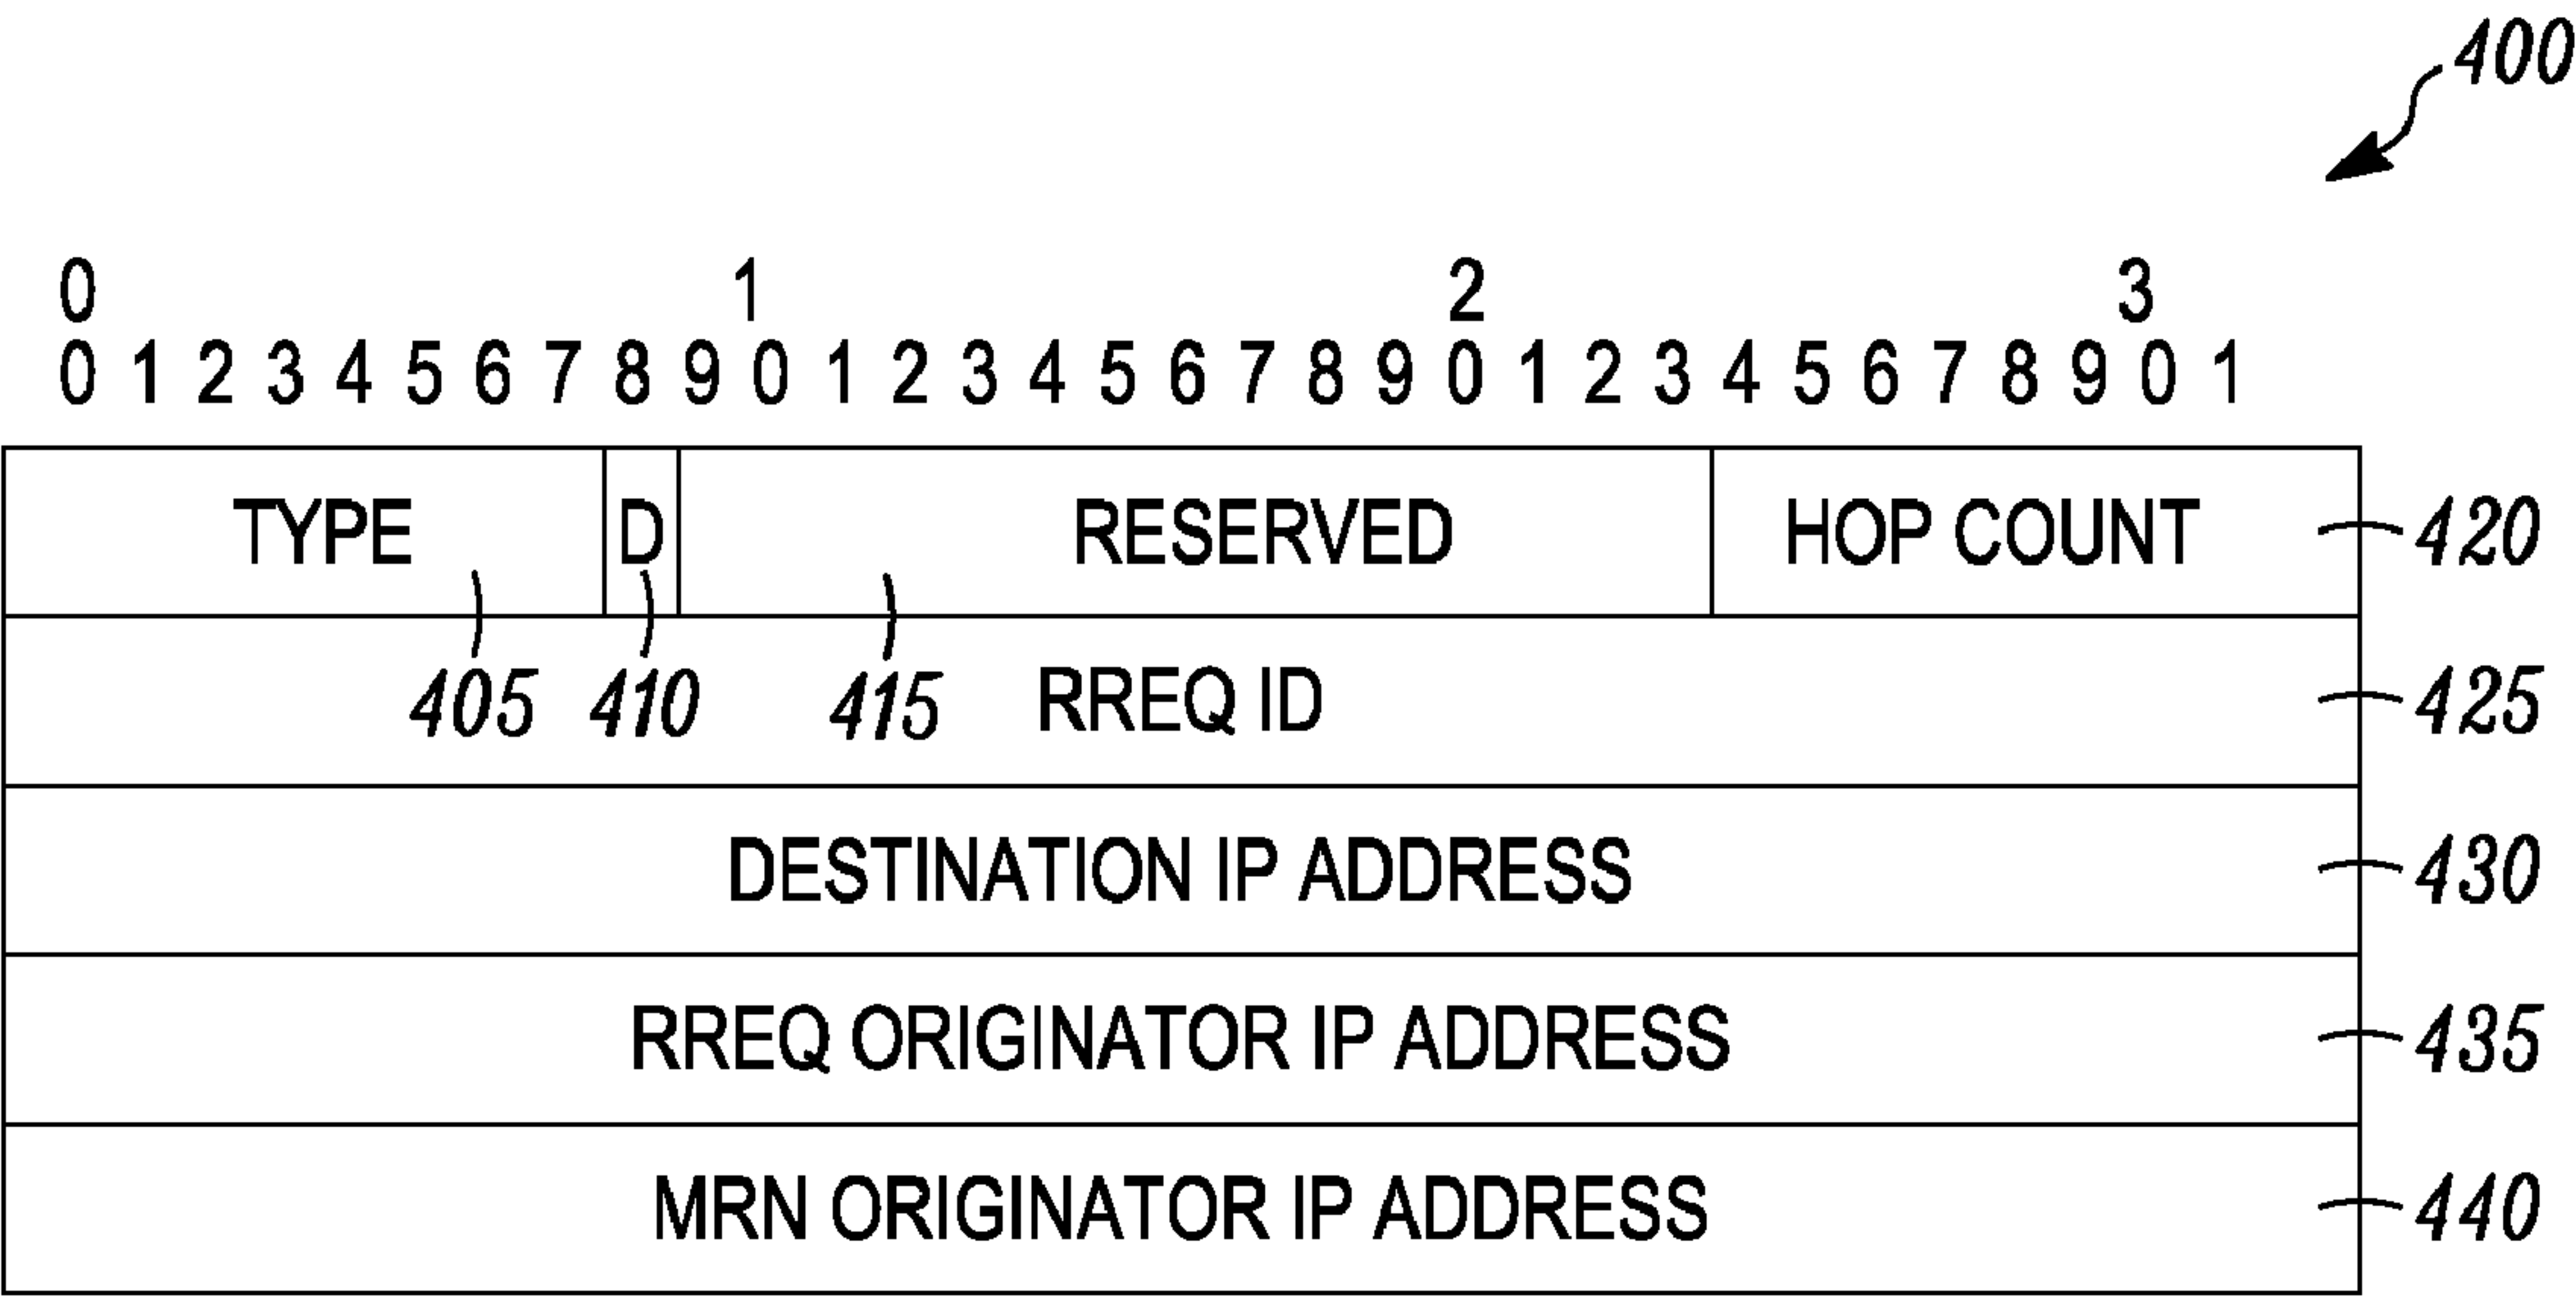 400
0 1 2 3
0 1 2 3 4 5 6 7 8 9 0 1 2 3 4 5 6 7 8 9 0 1 2 3 4 5 6 7 8 9 0 1
TYPE D RESERVED HOP COUNT 420
405 410 415 RREQ ID 425
DESTINATION IP ADDRESS 430
RREQ ORIGINATOR IP ADDRESS 435
MRN ORIGINATOR IP ADDRESS 440